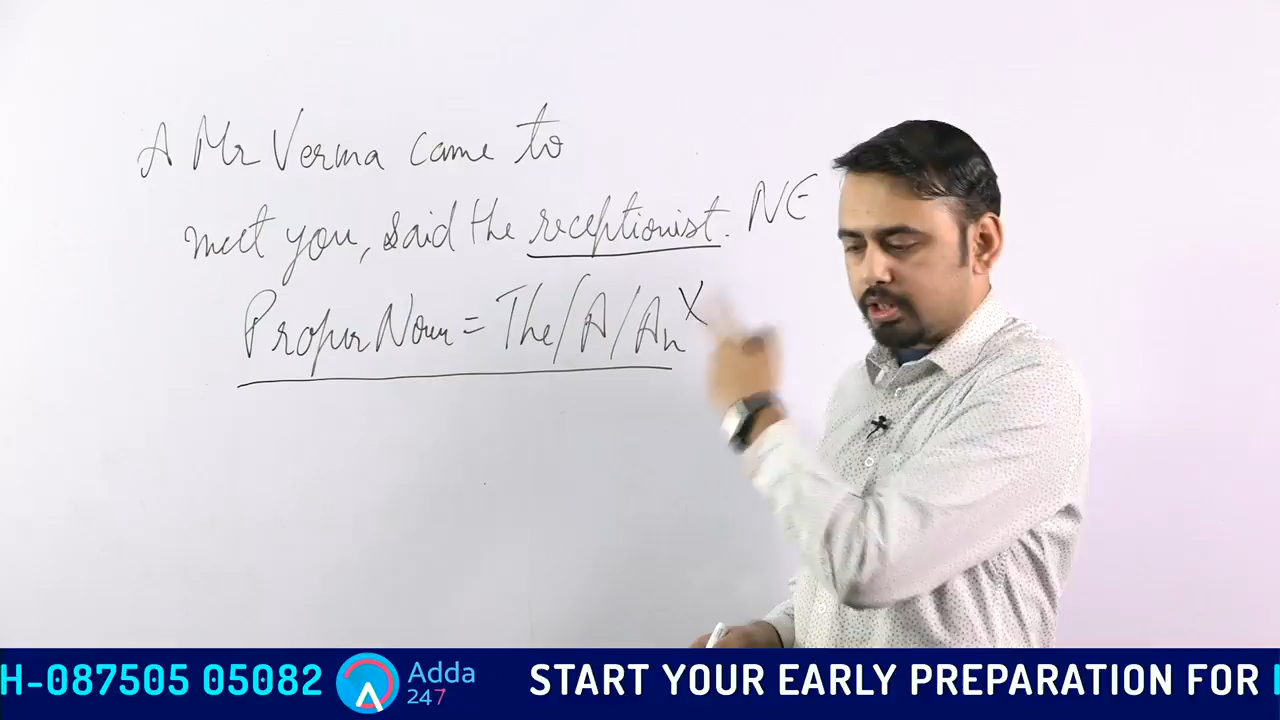 A Mr Verma came to
meet you, said the receptionist. NE
Proper Noun = The/A/An X
H-087505 05082 Adda 247 START YOUR EARLY PREPARATION FOR